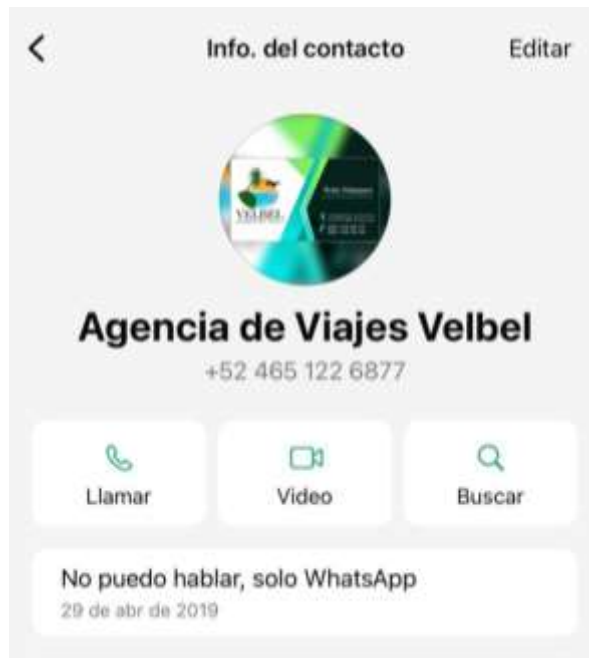 Info. del contacto Editar
VELBEL
Agencia de Viajes Velbel
+52 465 122 6877
Llamar Video Buscar
No puedo hablar, solo WhatsApp
29 de abr de 2019